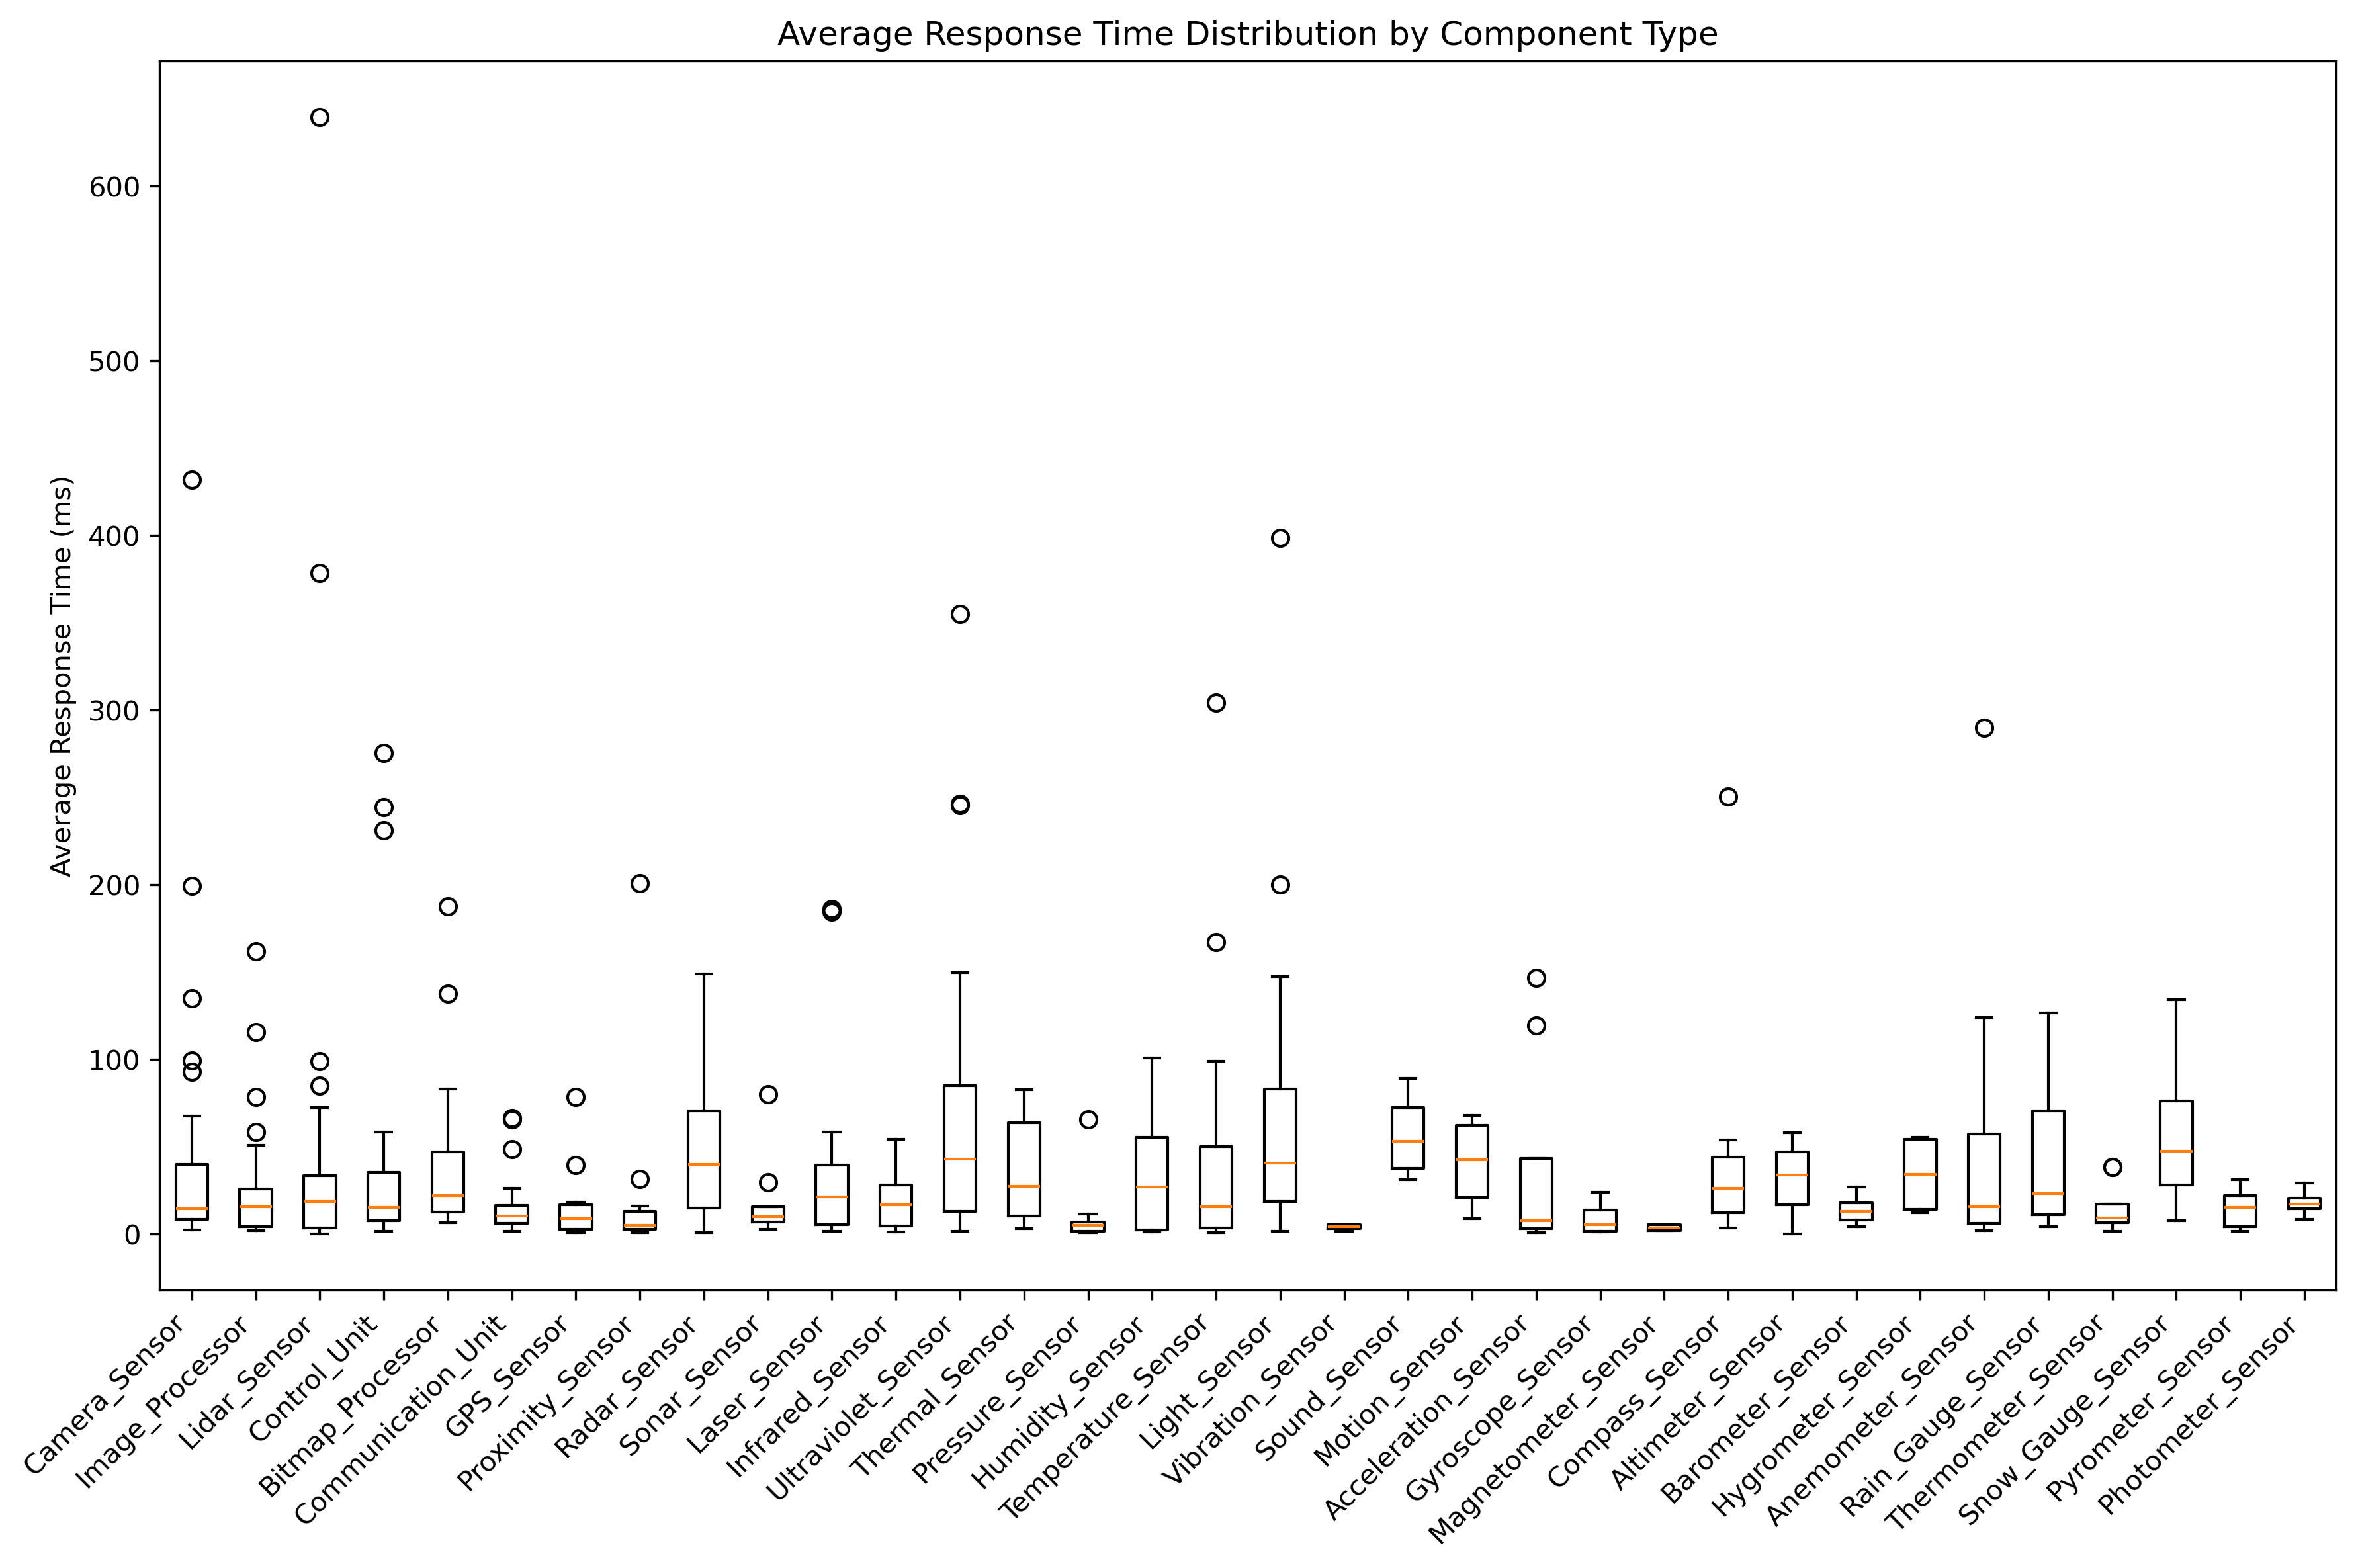 Average Response Time Distribution by Component Type
Average Response Time (ms)
600
500
400
300
200
100
0
Camera_Sensor
Image_Processor
Lidar_Sensor
Control_Unit
Bitmap_Processor
Communication_Unit
GPS_Sensor
Proximity_Sensor
Radar_Sensor
Sonar_Sensor
Laser_Sensor
Infrared_Sensor
Ultraviolet_Sensor
Thermal_Sensor
Pressure_Sensor
Humidity_Sensor
Temperature_Sensor
Light_Sensor
Vibration_Sensor
Sound_Sensor
Motion_Sensor
Acceleration_Sensor
Gyroscope_Sensor
Magnetometer_Sensor
Compass_Sensor
Altimeter_Sensor
Barometer_Sensor
Hygrometer_Sensor
Anemometer_Sensor
Rain_Gauge_Sensor
Thermometer_Sensor
Snow_Gauge_Sensor
Pyrometer_Sensor
Photometer_Sensor